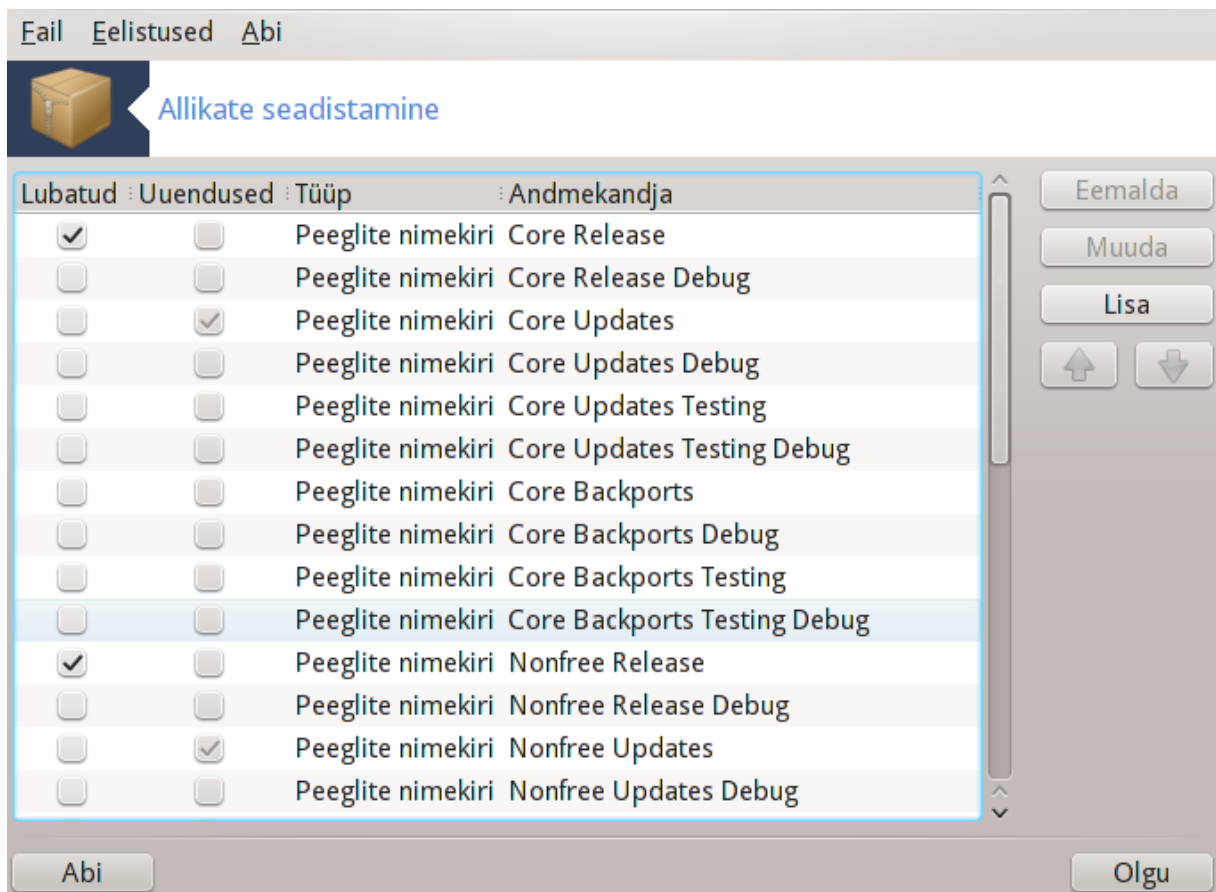 Fail Eelistused Abi
Allikate seadistamine
Lubatud Uuendused Tüüp Andmekandja
Peeglite nimekiri Core Release
Peeglite nimekiri Core Release Debug
Peeglite nimekiri Core Updates
Peeglite nimekiri Core Updates Debug
Peeglite nimekiri Core Updates Testing
Peeglite nimekiri Core Updates Testing Debug
Peeglite nimekiri Core Backports
Peeglite nimekiri Core Backports Debug
Peeglite nimekiri Core Backports Testing
Peeglite nimekiri Core Backports Testing Debug
Peeglite nimekiri Nonfree Release
Peeglite nimekiri Nonfree Release Debug
Peeglite nimekiri Nonfree Updates
Peeglite nimekiri Nonfree Updates Debug
Eemalda
Muuda
Lisa
Abi
Olgu